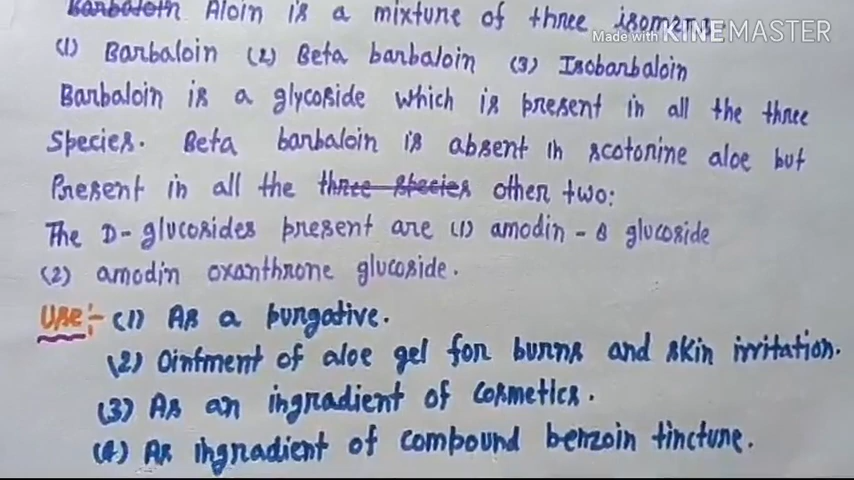 Barbaloin Aloin is a mixture of three isomers.
Made with KINEMASTER
(1) Barbaloin (2) Beta barbaloin (3) Isobarbaloin
Barbaloin is a glycoside which is present in all the three
Species. Beta barbaloin is absent in scotorine aloe but
Present in all the three species other two:
The D-glucosides present are (1) amodin - B glucoside
(2) amodin oxanthrone glucoside.
Use:- (1) As a purgative.
(2) Ointment of aloe gel for burns and skin irritation.
(3) As an ingradient of cosmetics.
(4) As ingradient of compound benzoin tincture.